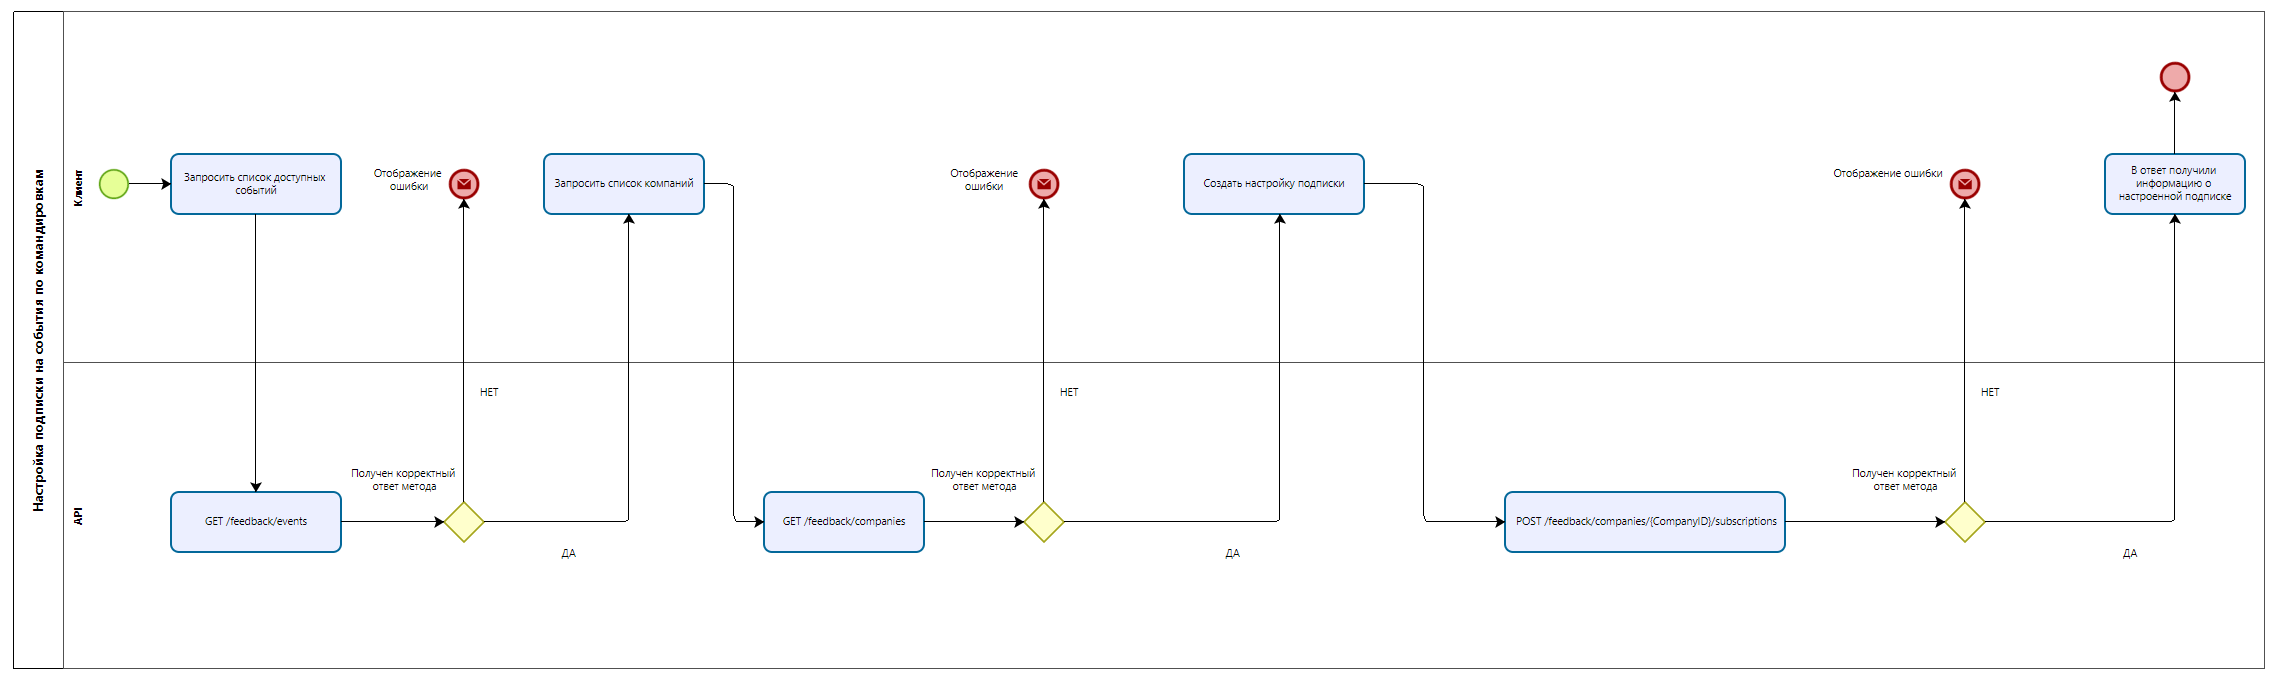 Настройка подписки на события по командировкам
Клиент
Запросить список доступных
событий
Отображение
ошибки
Запросить список компаний
Отображение
ошибки
Создать настройку подписки
Отображение ошибки
В ответ получили
информацию о
настроенной подписке
API
НЕТ
НЕТ
НЕТ
Получен корректный
ответ метода
Получен корректный
ответ метода
Получен корректный
ответ метода
GET /feedback/events
GET /feedback/companies
POST /feedback/companies/{CompanyID}/subscriptions
ДА
ДА
ДА